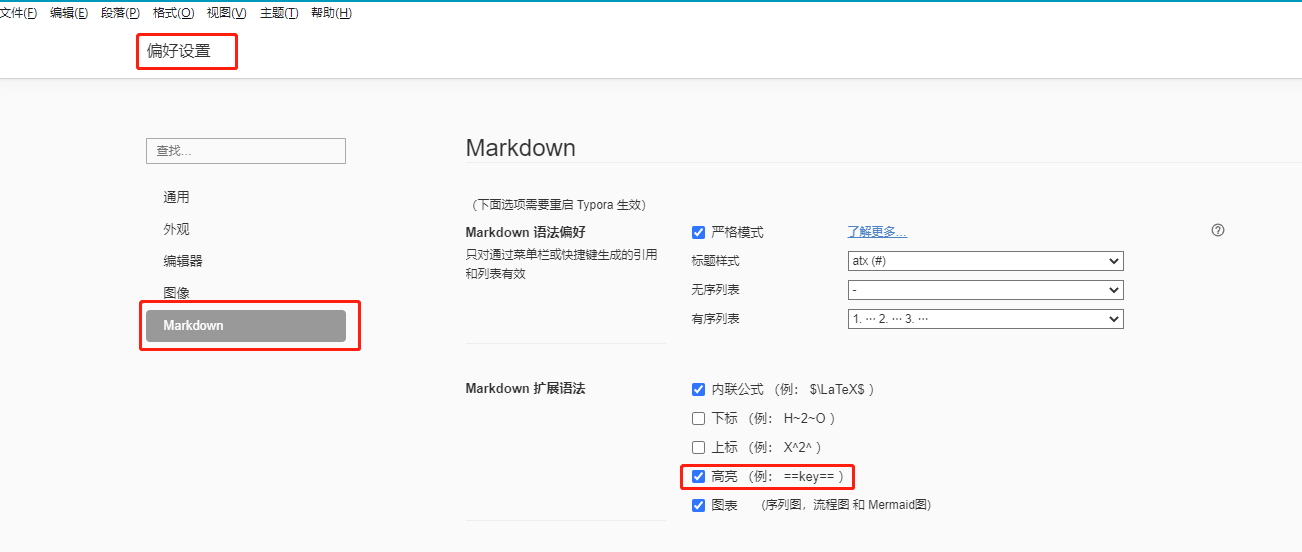 文件(F) 编辑(E) 段落(P) 格式(O) 视图(V) 主题(T) 帮助(H)
偏好设置
查找...
通用
外观
编辑器
图像
Markdown
Markdown
（下面选项需要重启 Typora 生效）
Markdown 语法偏好
只对通过菜单栏或快捷键生成的引用
和列表有效
严格模式 了解更多...
标题样式 atx (#)
无序列表 -
有序列表 1. ··· 2. ··· 3. ···
Markdown 扩展语法
内联公式 （例： $\LaTeX$ ）
下标 （例： H~2~O ）
上标 （例： X^2^ ）
高亮 （例： ==key== ）
图表 (序列图，流程图 和 Mermaid图)